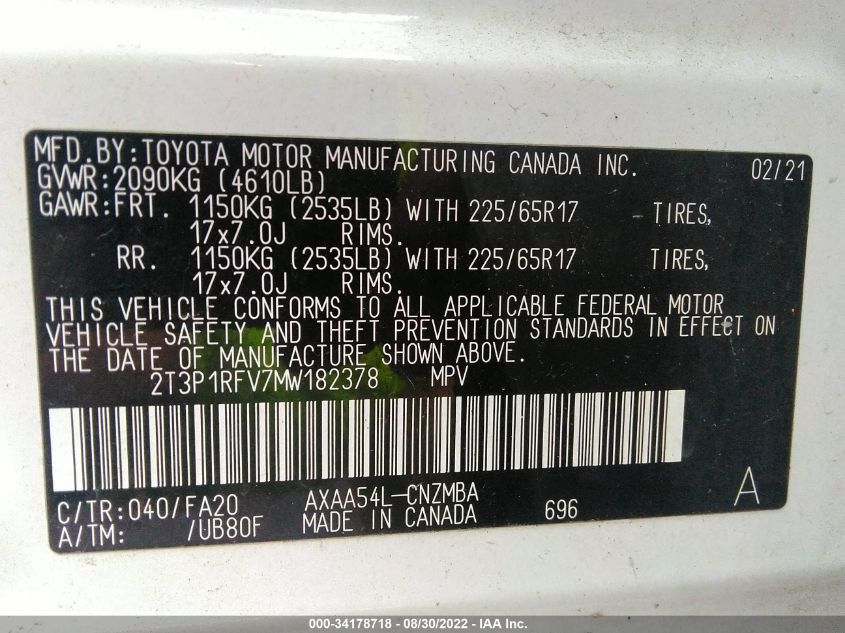 MFD.BY:TOYOTA MOTOR MANUFACTURING CANADA INC. 02/21
GVWR:2090KG (4610LB)
GAWR:FRT. 1150KG (2535LB) WITH 225/65R17 TIRES,
17x7.0J RIMS.
RR. 1150KG (2535LB) WITH 225/65R17 TIRES,
17x7.0J RIMS.
THIS VEHICLE CONFORMS TO ALL APPLICABLE FEDERAL MOTOR
VEHICLE SAFETY AND THEFT PREVENTION STANDARDS IN EFFECT ON
THE DATE OF MANUFACTURE SHOWN ABOVE.
2T3P1RFV7MW182378 MPV
C/TR:040/FA20 AXAA54L-CNZMBA A
A/TM: /UB80F MADE IN CANADA 696
000-34178718 - 08/30/2022 - IAA Inc.